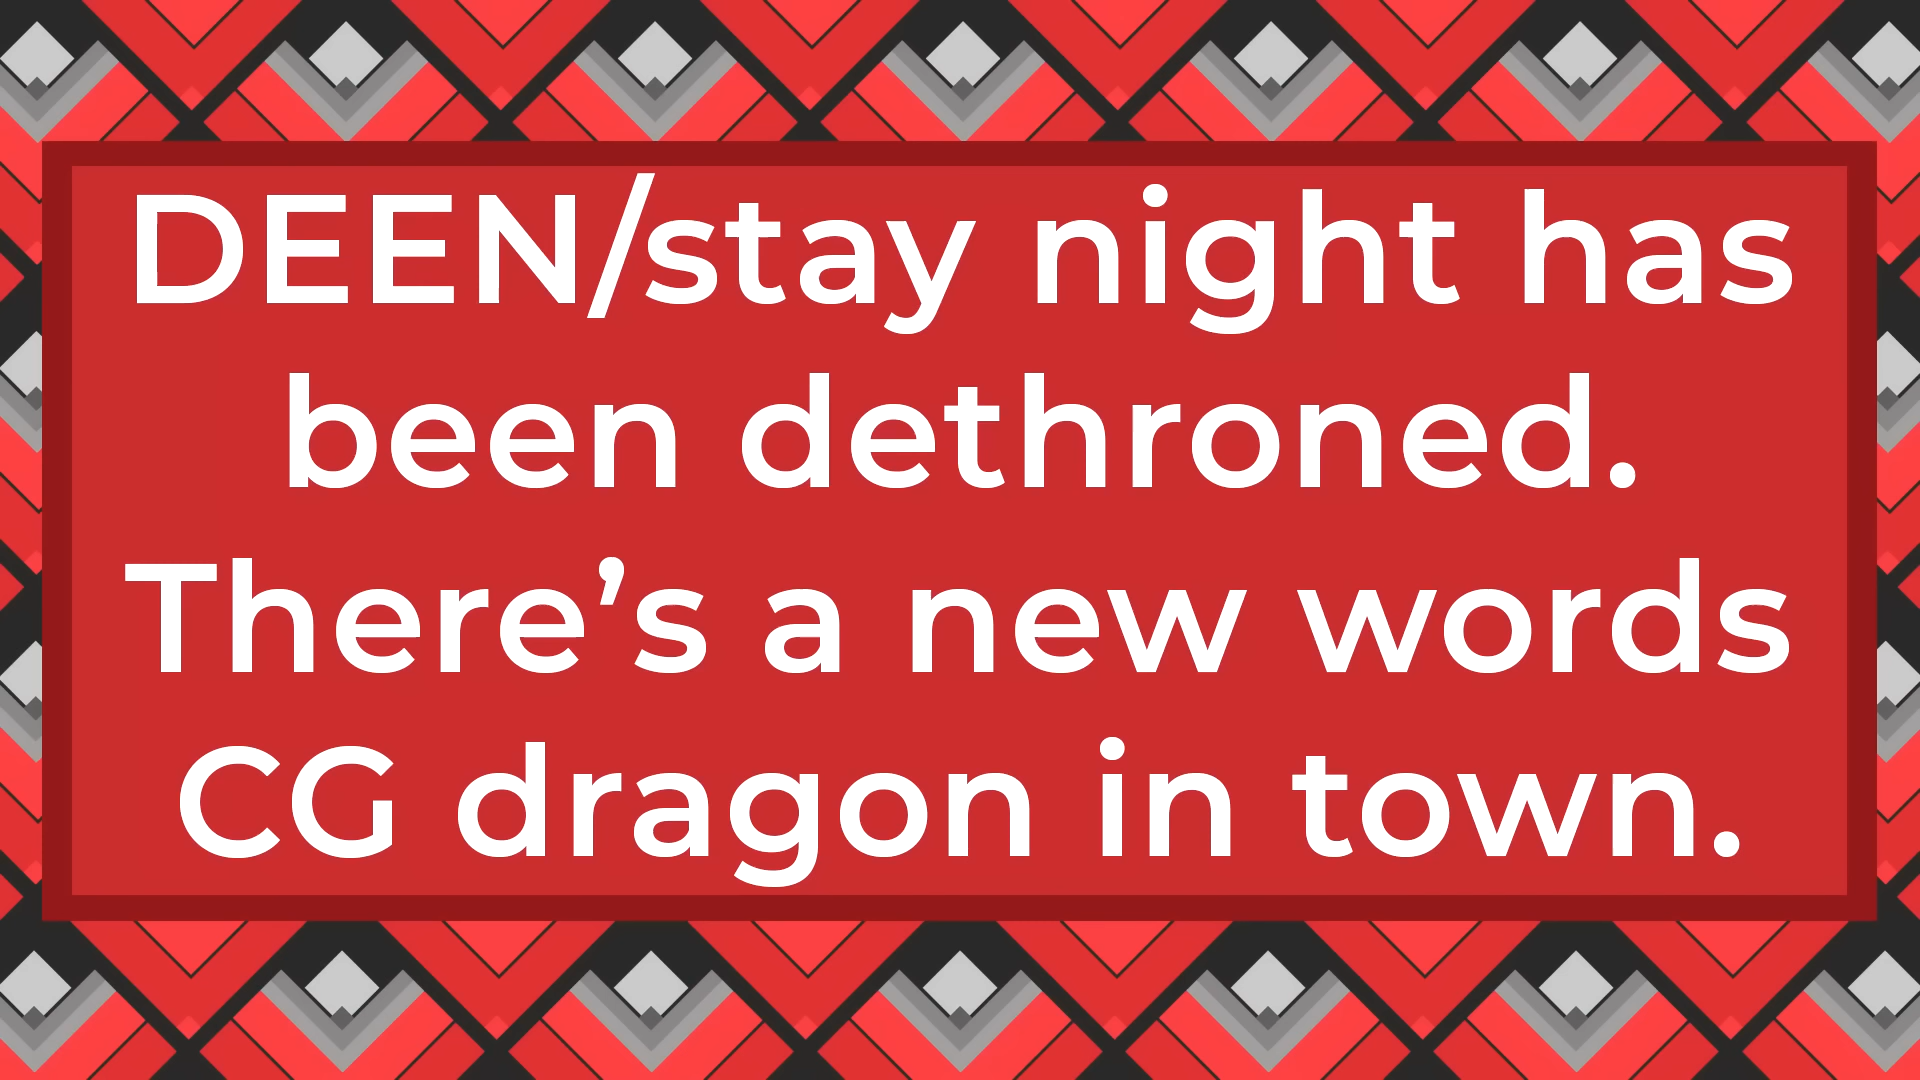 DEEN/stay night has
been dethroned.
There’s a new words
CG dragon in town.